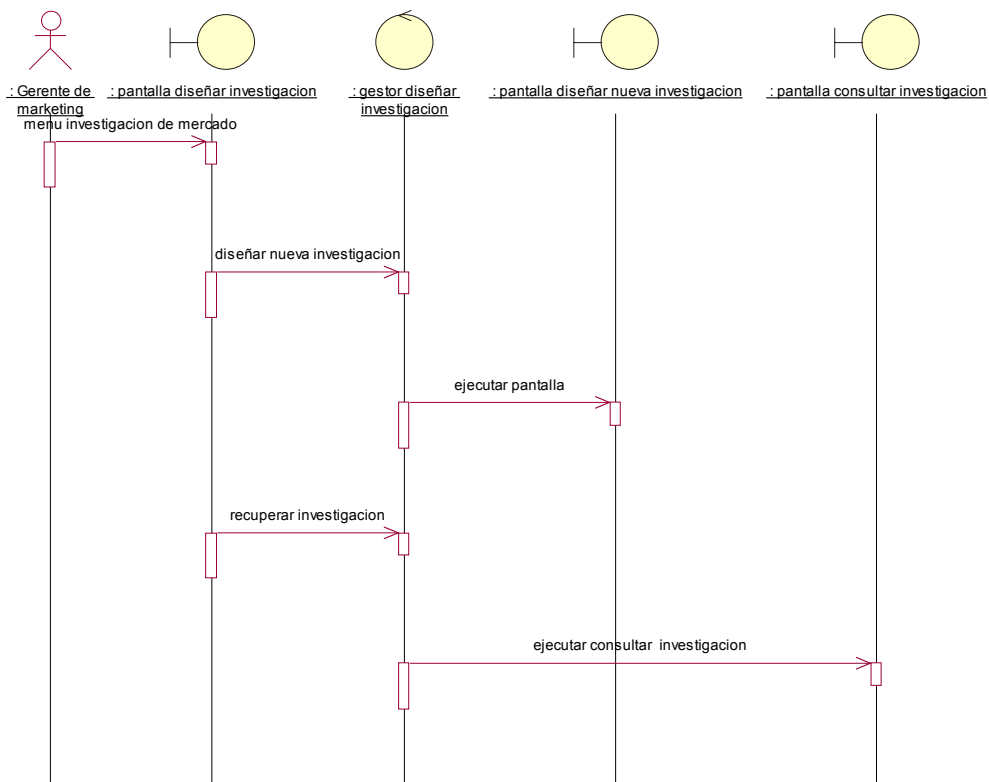 : Gerente de
marketing
: pantalla diseñar investigacion
: gestor diseñar
investigacion
: pantalla diseñar nueva investigacion
: pantalla consultar investigacion
menu investigacion de mercado
diseñar nueva investigacion
ejecutar pantalla
recuperar investigacion
ejecutar consultar  investigacion